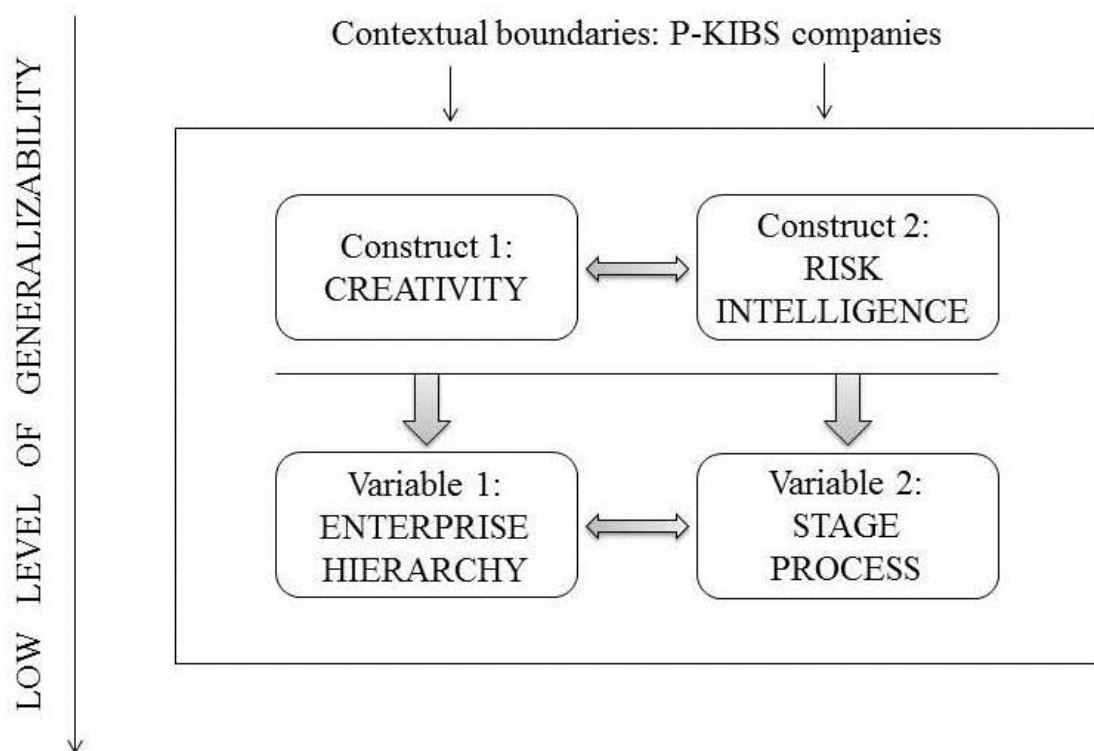 Contextual boundaries: P-KIBS companies
LOW LEVEL OF GENERALIZABILITY
Construct 1:
CREATIVITY
Construct 2:
RISK
INTELLIGENCE
Variable 1:
ENTERPRISE
HIERARCHY
Variable 2:
STAGE
PROCESS